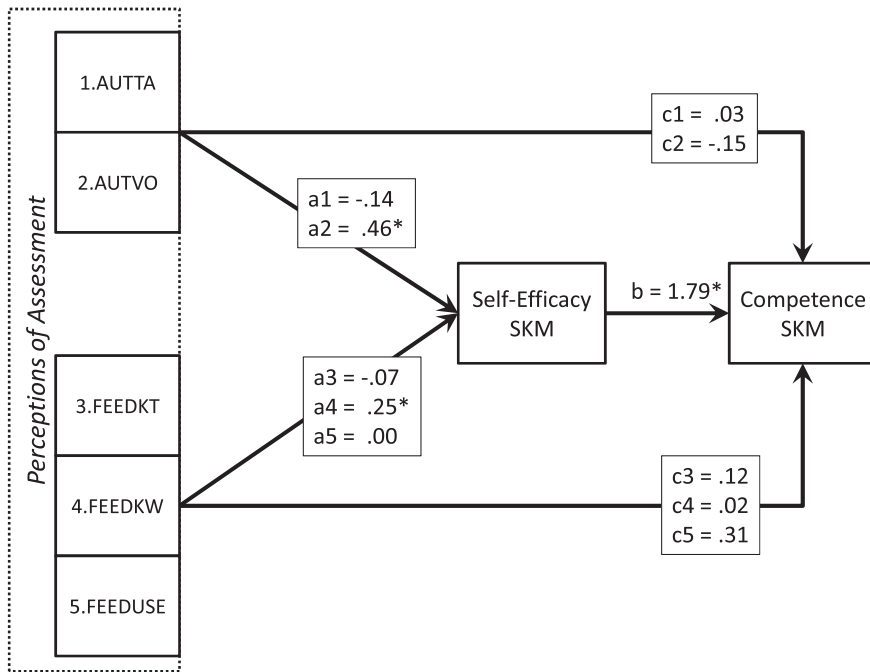 Perceptions of Assessment
1.AUTTA
2.AUTVO
3.FEEDKT
4.FEEDKW
5.FEEDUSE
c1 = .03
c2 = -.15
a1 = -.14
a2 = .46*
Self-Efficacy
SKM
b = 1.79*
Competence
SKM
a3 = -.07
a4 = .25*
a5 = .00
c3 = .12
c4 = .02
c5 = .31